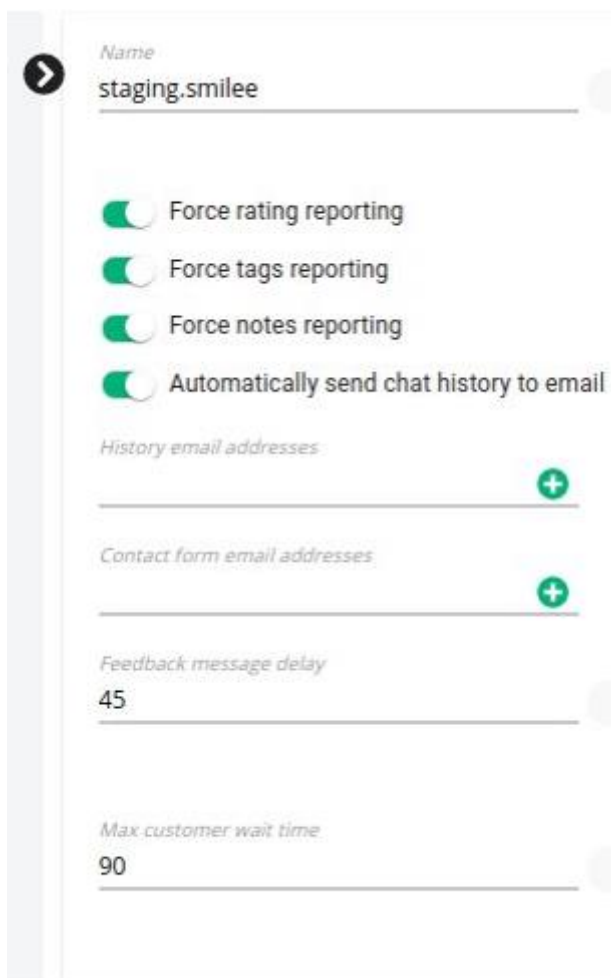 Name
staging.smilee
Force rating reporting
Force tags reporting
Force notes reporting
Automatically send chat history to email
History email addresses
Contact form email addresses
Feedback message delay
45
Max customer wait time
90